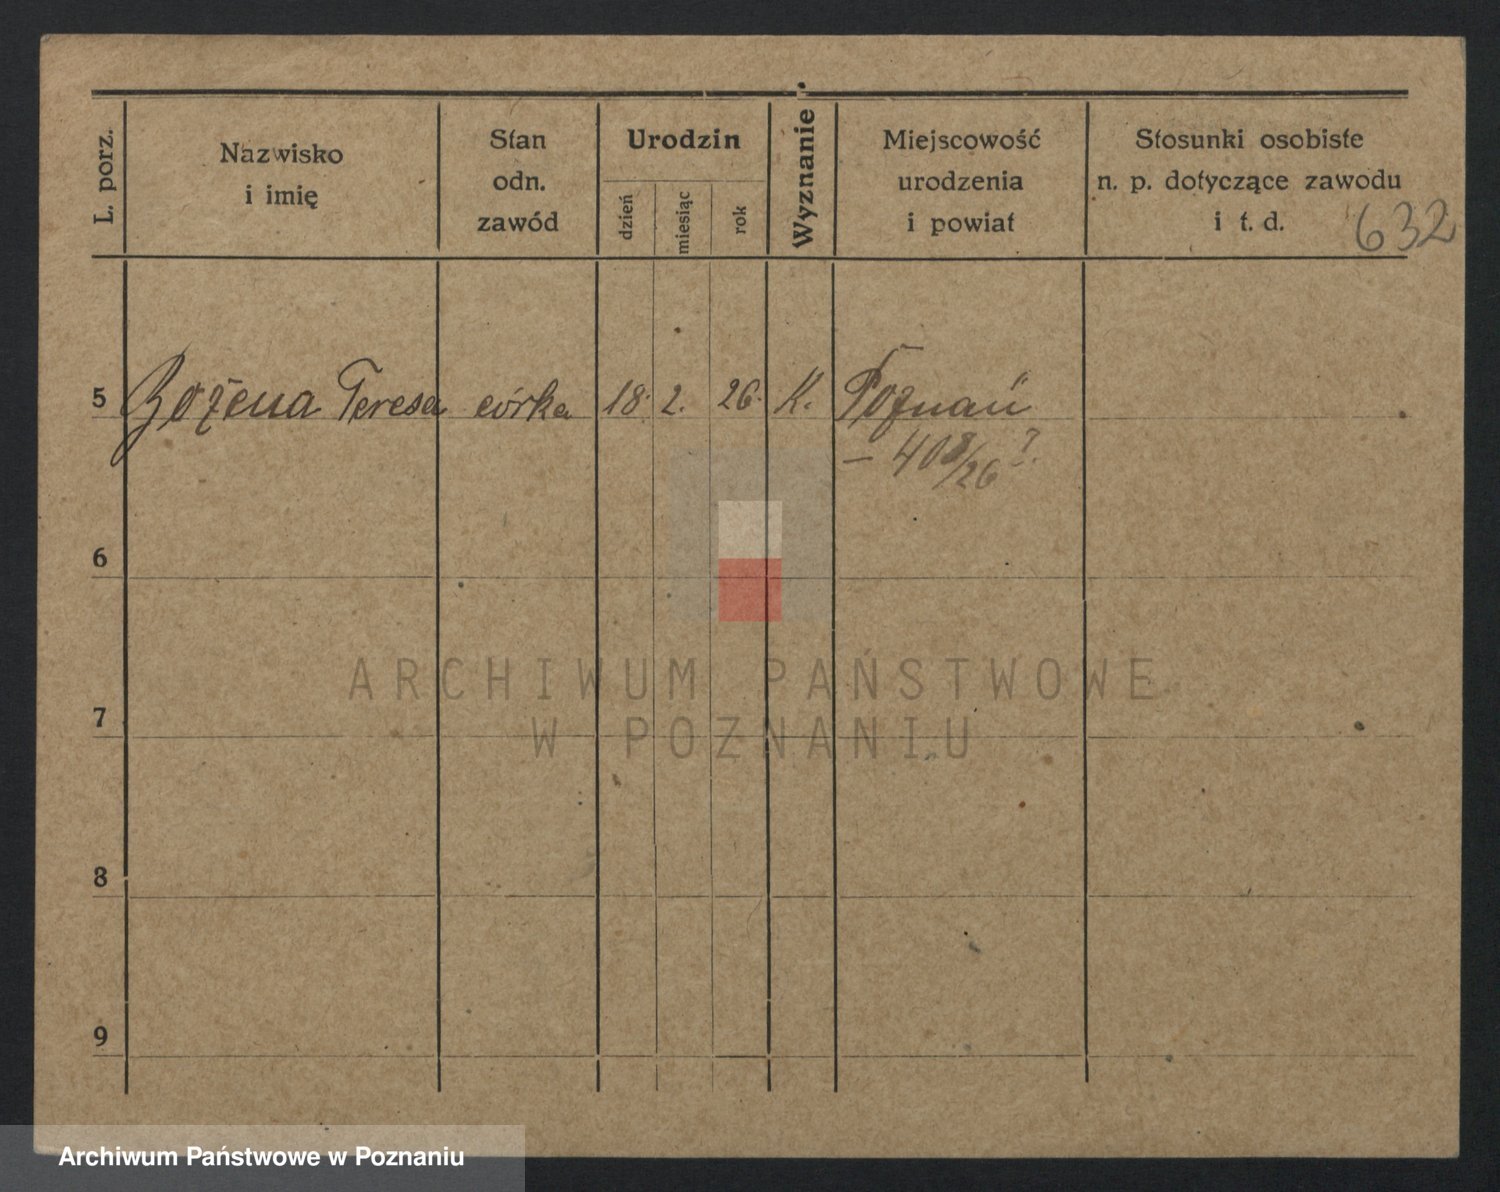 L. porz.
Nazwisko
i imię
Stan
odn.
zawód
Urodzin
dzień
miesiąc
rok
Wyznanie
Miejscowość
urodzenia
i powiat
Stosunki osobiste
n. p. dotyczące zawodu
i t. d.
632
5 Bożena Teresa córka 18. 2. 26. K. Poznań
— 408/26 ?.
6
7
8
9
ARCHIWUM PAŃSTWOWE
W POZNANIU
Archiwum Państwowe w Poznaniu